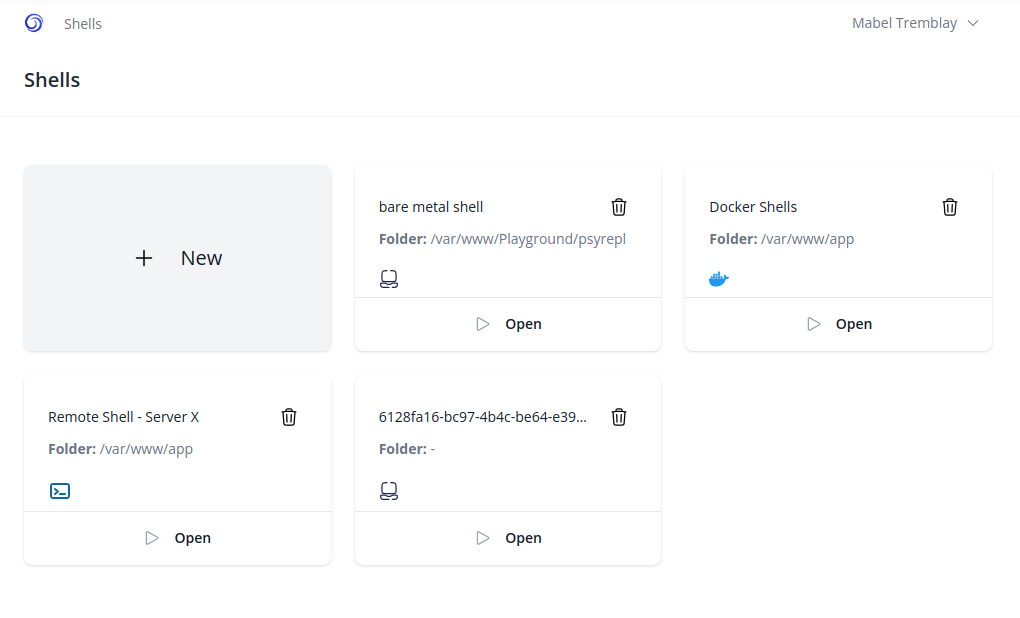 Shells
Mabel Tremblay
Shells
New
bare metal shell
Folder: /var/www/Playground/psyrepl
Open
Docker Shells
Folder: /var/www/app
Open
Remote Shell - Server X
Folder: /var/www/app
Open
6128fa16-bc97-4b4c-be64-e39...
Folder: -
Open